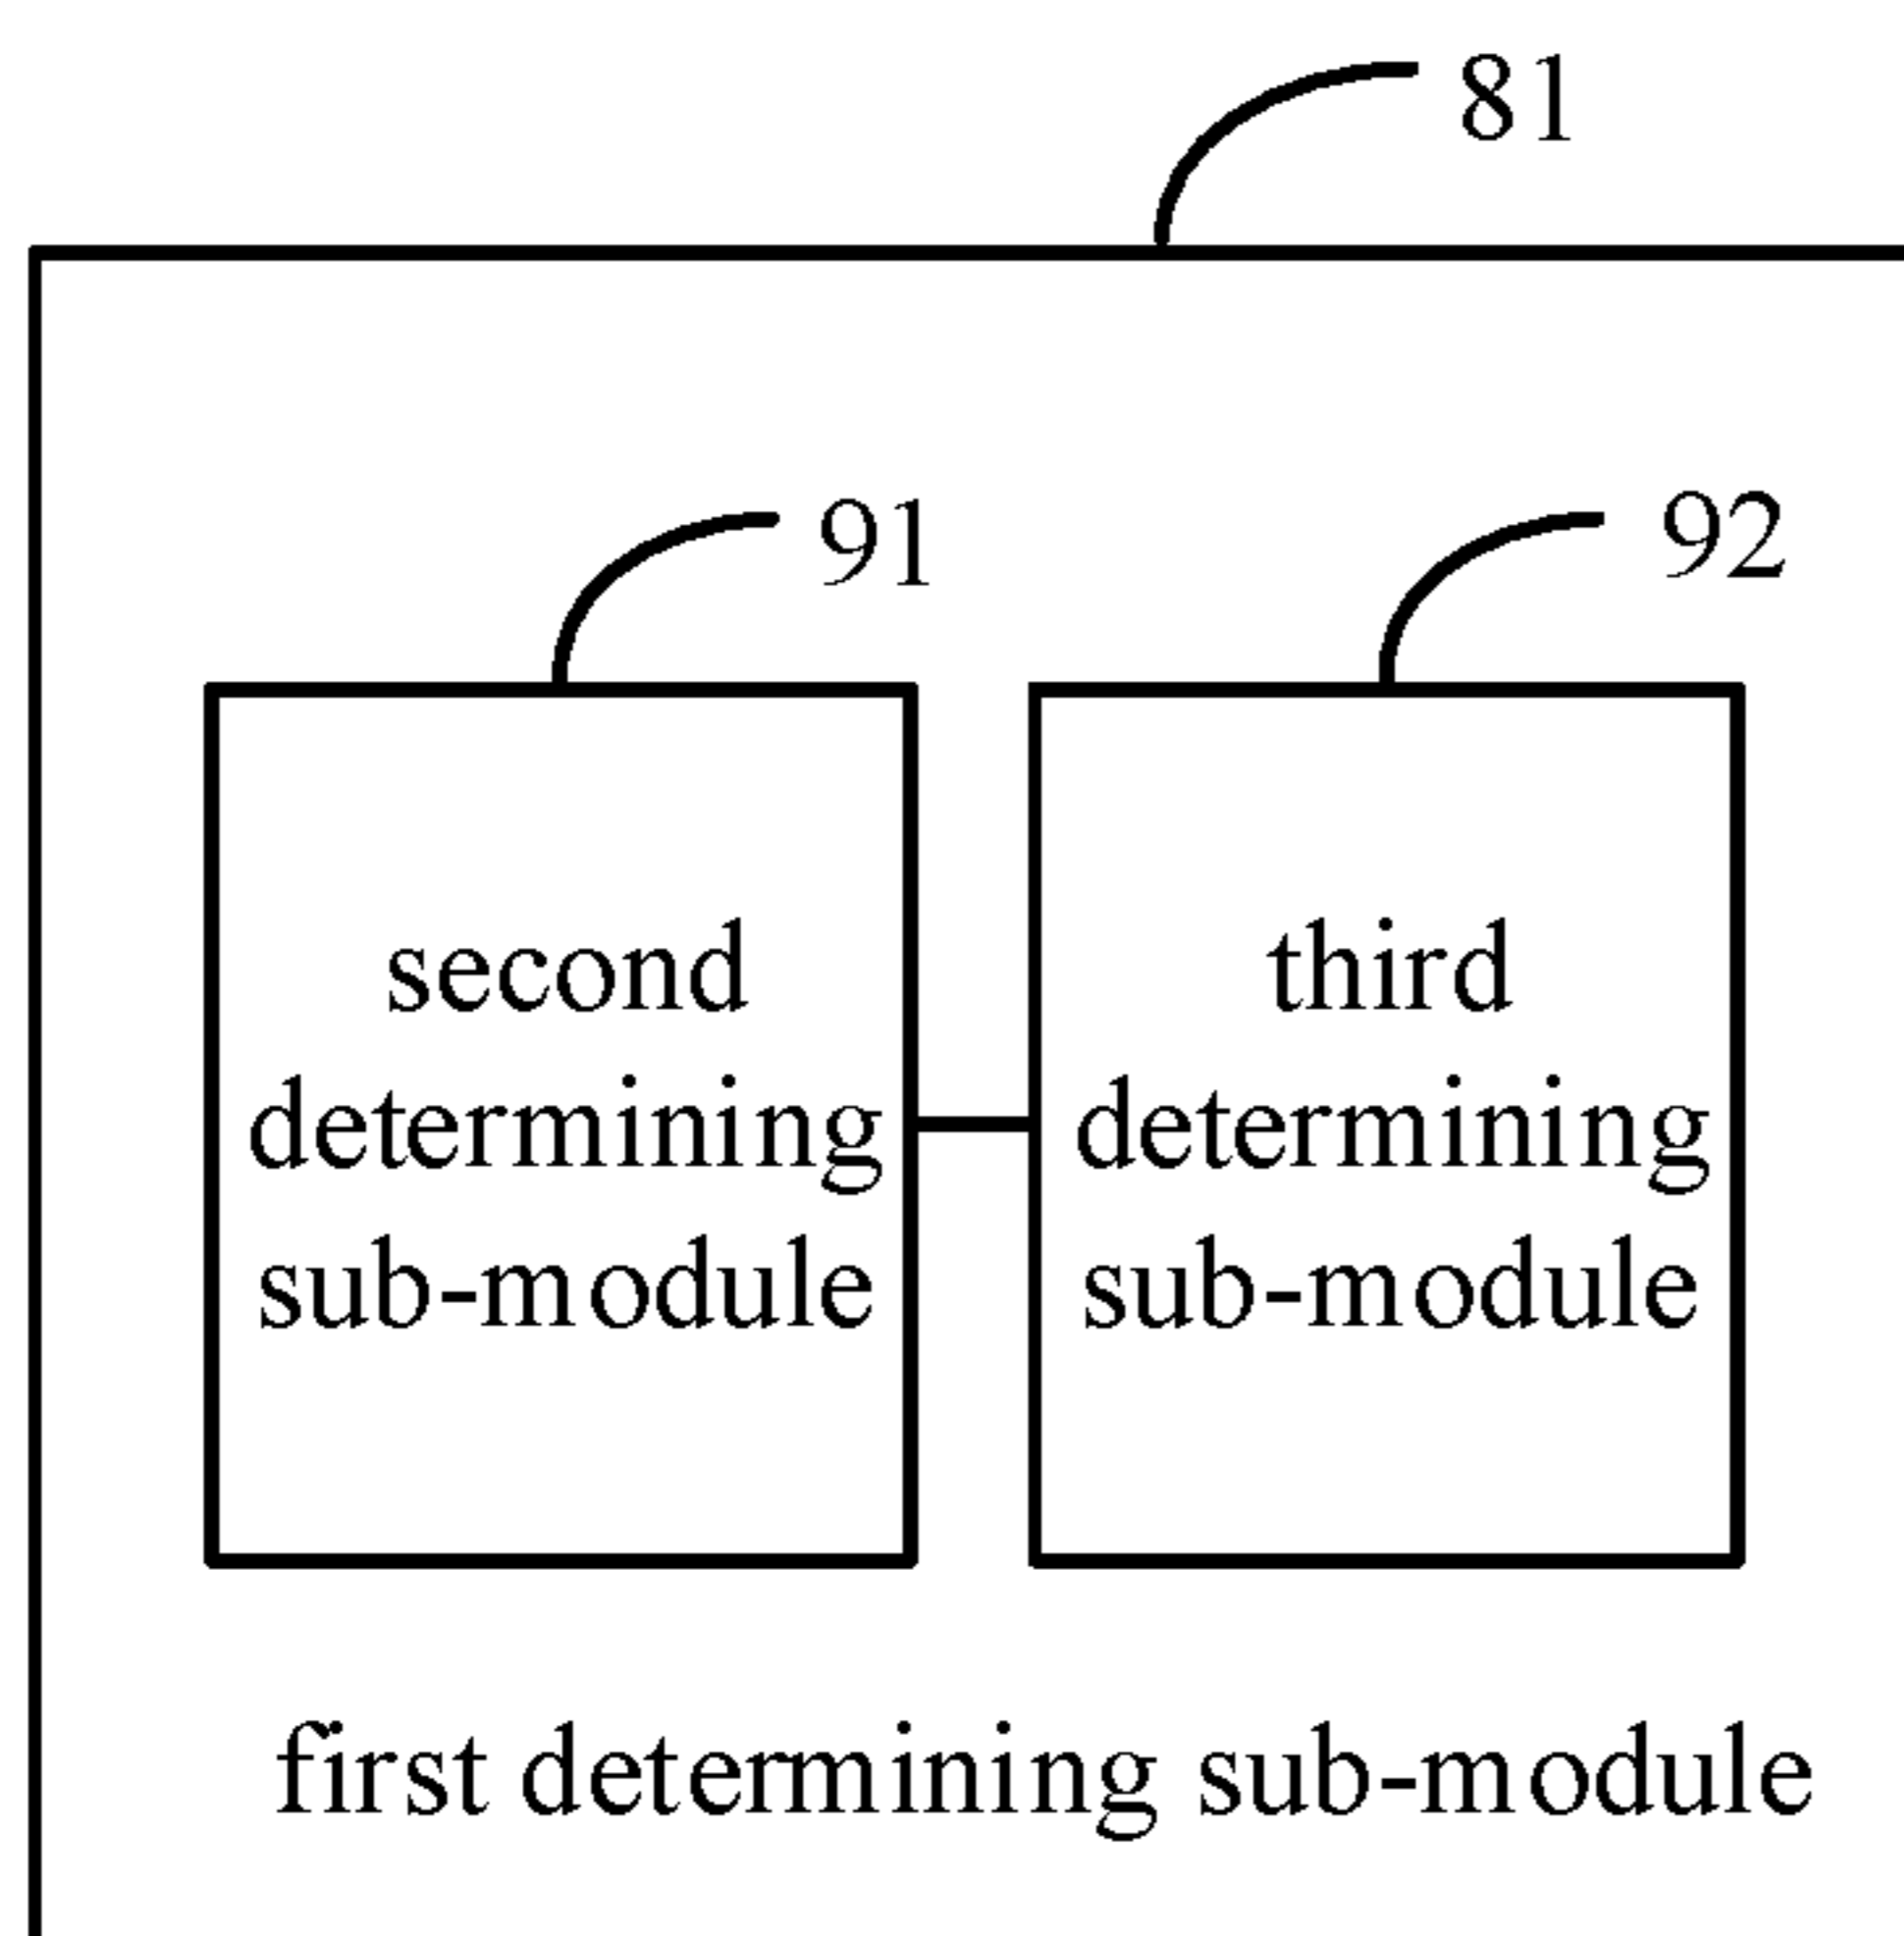 81
91
92
second
determining
sub-module
third
determining
sub-module
first determining sub-module